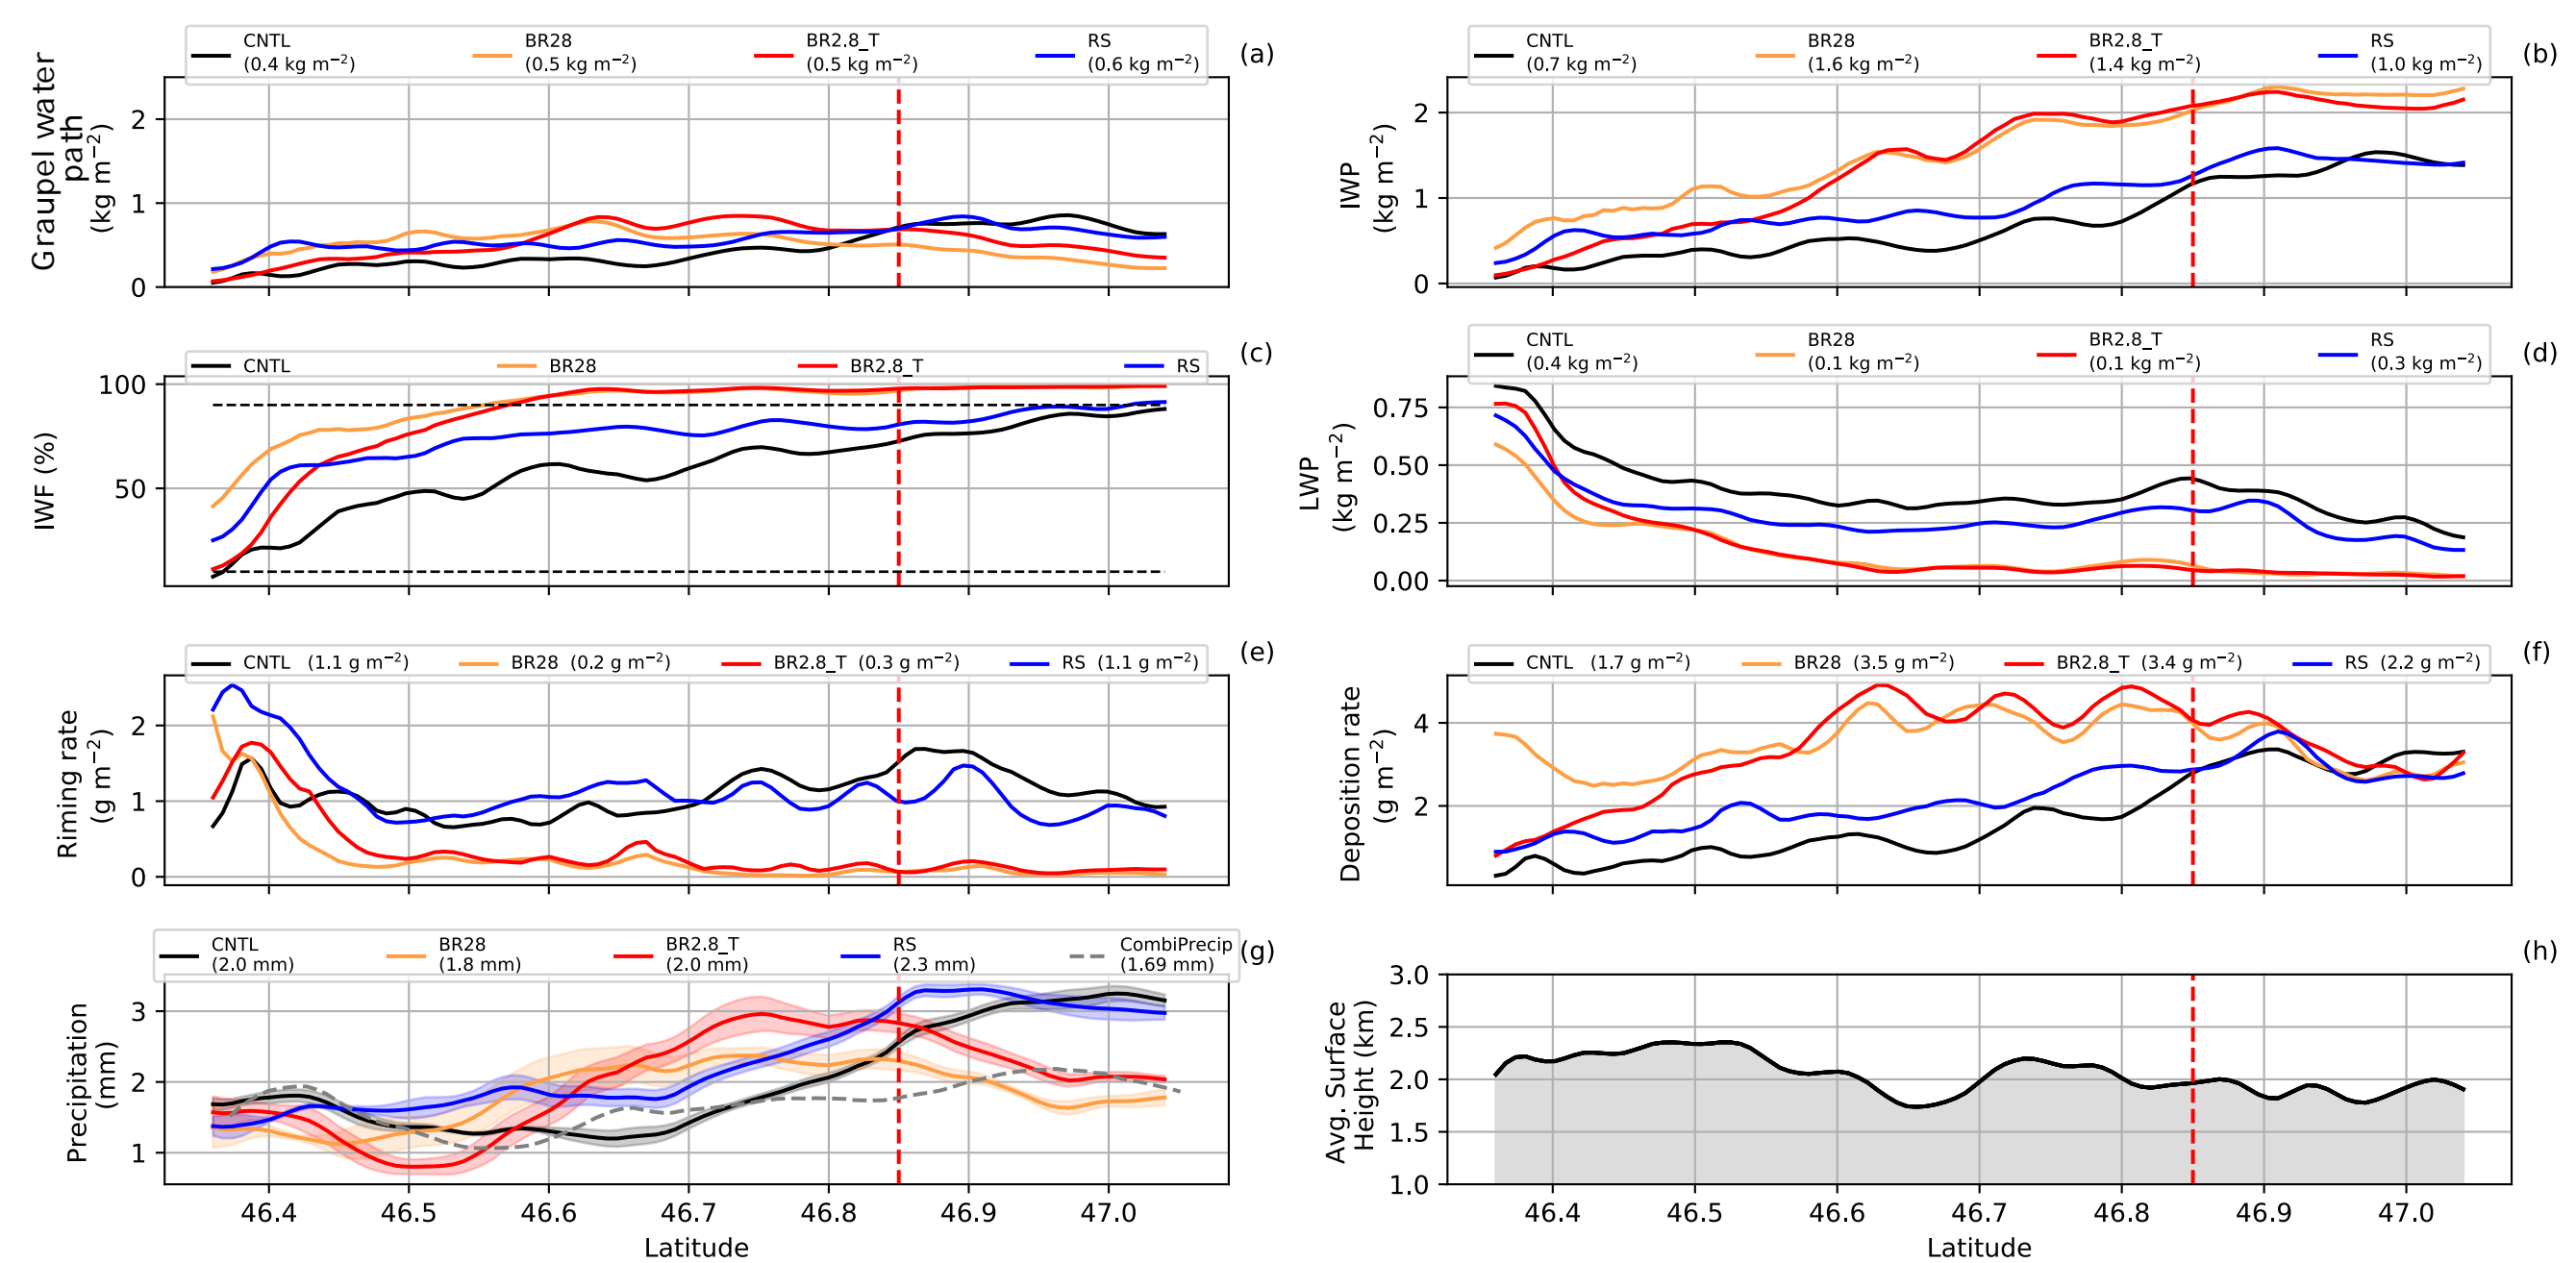 CNTL BR28 BR2.8_T RS
(0.4 kg m⁻²) (0.5 kg m⁻²) (0.5 kg m⁻²) (0.6 kg m⁻²)
(a)
Graupel water
path
(kg m⁻²)
2
1
0
CNTL BR28 BR2.8_T RS
(0.7 kg m⁻²) (1.6 kg m⁻²) (1.4 kg m⁻²) (1.0 kg m⁻²)
(b)
IWP
(kg m⁻²)
2
1
0
CNTL BR28 BR2.8_T RS
(c)
IWF (%)
100
50
CNTL BR28 BR2.8_T RS
(0.4 kg m⁻²) (0.1 kg m⁻²) (0.1 kg m⁻²) (0.3 kg m⁻²)
(d)
LWP
(kg m⁻²)
0.75
0.50
0.25
0.00
CNTL (1.1 g m⁻²) BR28 (0.2 g m⁻²) BR2.8_T (0.3 g m⁻²) RS (1.1 g m⁻²)
(e)
Riming rate
(g m⁻²)
2
1
0
CNTL (1.7 g m⁻²) BR28 (3.5 g m⁻²) BR2.8_T (3.4 g m⁻²) RS (2.2 g m⁻²)
(f)
Deposition rate
(g m⁻²)
4
2
CNTL BR28 BR2.8_T RS CombiPrecip
(2.0 mm) (1.8 mm) (2.0 mm) (2.3 mm) (1.69 mm)
(g)
Precipitation
(mm)
3
2
1
46.4 46.5 46.6 46.7 46.8 46.9 47.0
Latitude
(h)
Avg. Surface
Height (km)
3.0
2.5
2.0
1.5
1.0
46.4 46.5 46.6 46.7 46.8 46.9 47.0
Latitude